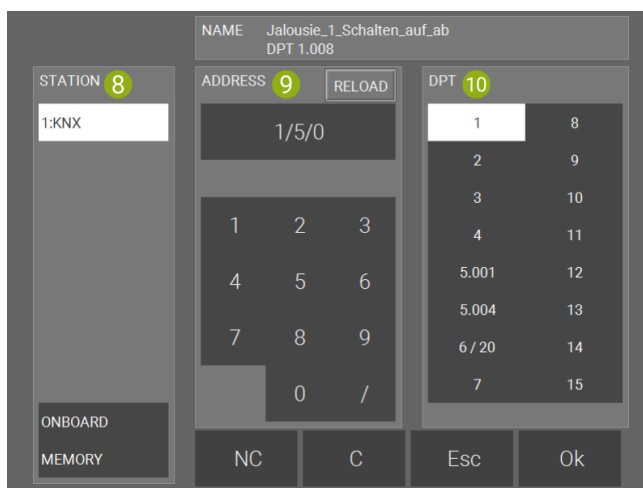 NAME Jalousie_1_Schalten_auf_ab
DPT 1.008
STATION 8
1:KNX
ONBOARD
MEMORY
ADDRESS 9 RELOAD
1/5/0
1 2 3
4 5 6
7 8 9
0 /
DPT 10
1 8
2 9
3 10
4 11
5.001 12
5.004 13
6 / 20 14
7 15
NC C Esc Ok